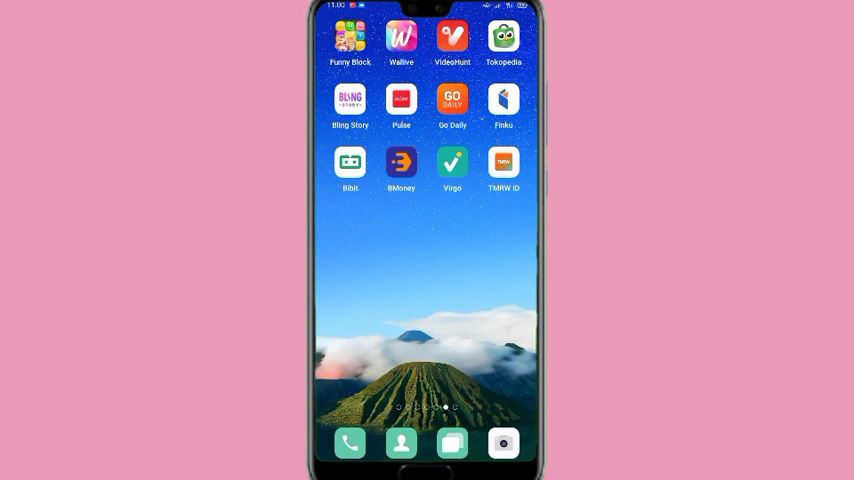 11.00
Funny Block
Wallive
VideoHunt
Tokopedia
BLING
STORY
pulse
GO
DAILY
Bling Story
Pulse
Go Daily
Finku
TMRW
Bibit
BMoney
Virgo
TMRW ID